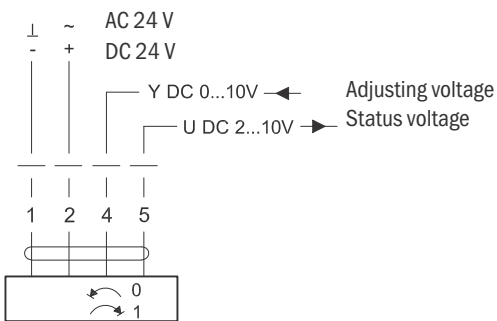 ⊥ ~ AC 24 V
- + DC 24 V
Y DC 0...10V Adjusting voltage
U DC 2...10V Status voltage
1 2 4 5
0
1